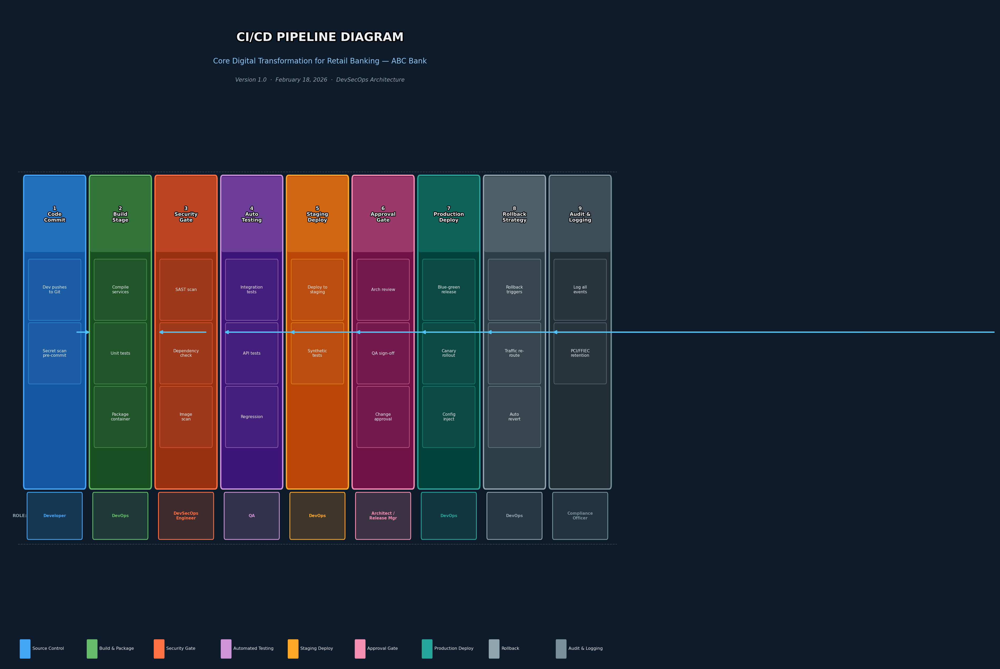 CI/CD PIPELINE DIAGRAM
Core Digital Transformation for Retail Banking — ABC Bank
Version 1.0 · February 18, 2026 · DevSecOps Architecture
1
Code
Commit
Dev pushes
to Git
Secret scan
pre-commit
2
Build
Stage
Compile
services
Unit tests
Package
container
3
Security
Gate
SAST scan
Dependency
check
Image
scan
4
Auto
Testing
Integration
tests
API tests
Regression
5
Staging
Deploy
Deploy to
staging
Synthetic
tests
6
Approval
Gate
Arch review
QA sign-off
Change
approval
7
Production
Deploy
Blue-green
release
Canary
rollout
Config
inject
8
Rollback
Strategy
Rollback
triggers
Traffic re-
route
Auto
revert
9
Audit &
Logging
Log all
events
PCI/FFIEC
retention
ROLE:
Developer
DevOps
DevSecOps
Engineer
QA
DevOps
Architect /
Release Mgr
DevOps
DevOps
Compliance
Officer
Source Control
Build & Package
Security Gate
Automated Testing
Staging Deploy
Approval Gate
Production Deploy
Rollback
Audit & Logging